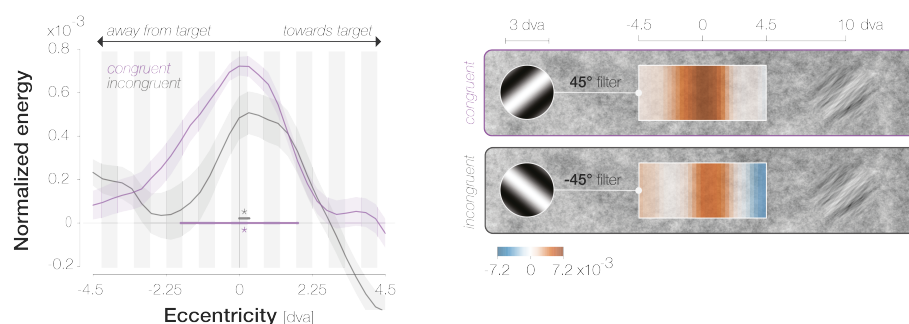 x10⁻³
away from target
towards target
0.8
congruent
incongruent
0.6
0.4
0.2
0
-0.2
*
*
Normalized energy
-4.5
-2.25
0
2.25
4.5
Eccentricity [dva]
3 dva
-4.5
0
4.5
10 dva
congruent
45° filter
incongruent
-45° filter
-7.2
0
7.2
x10⁻³